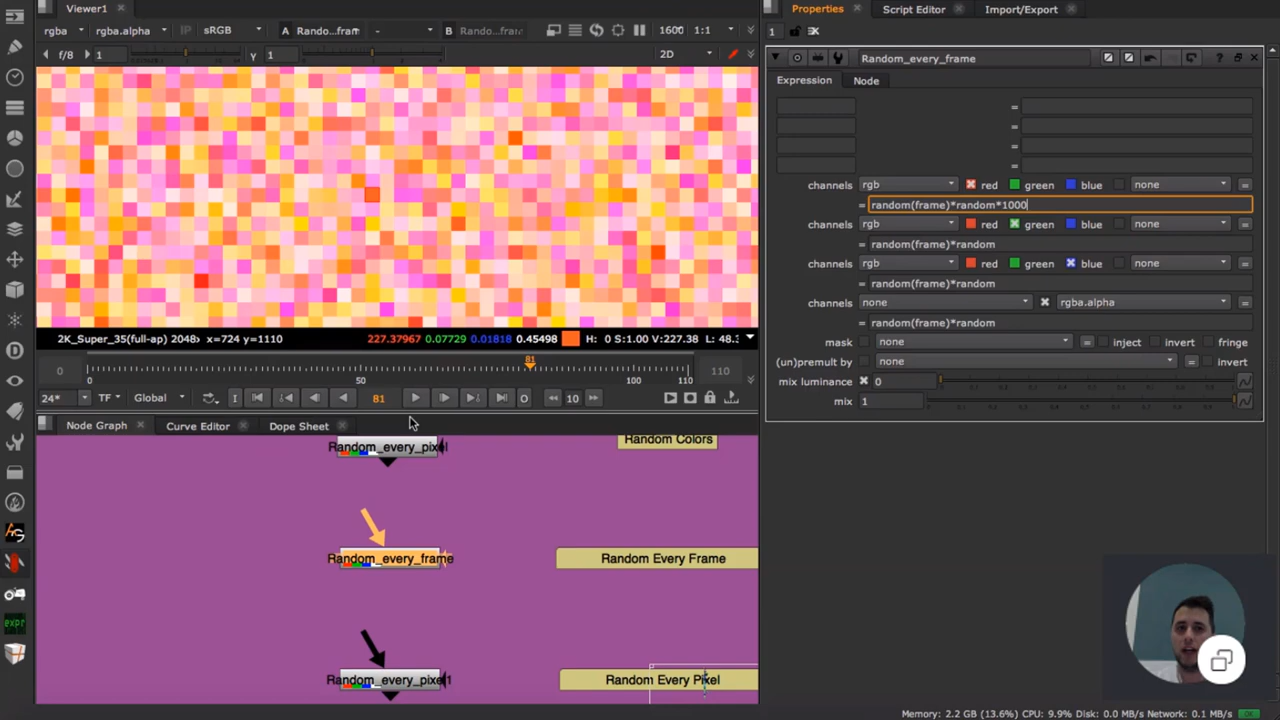 Viewer1
Properties
Script Editor
Import/Export
rgba rgba.alpha IP sRGB A Rando...fram - B Rando...fram 1600 1:1
1
f/8 1 Y 1 2D
Random_every_frame
Expression Node
=
=
=
=
channels rgb red green blue none =
= random(frame)*random*1000
channels rgb red green blue none =
= random(frame)*random
channels rgb red green blue none =
= random(frame)*random
channels none rgba.alpha =
= random(frame)*random
mask none = inject invert fringe
(un)premult by none = invert
mix luminance 0
mix 1
2K_Super_35(full-ap) 2048x x=724 y=1110 227.37967 0.07729 0.01818 0.45498 H: 0 S:1.00 V:227.38 L: 48.
0 81 110
0 50 100 110
24* TF Global I 81 O 10
Node Graph Curve Editor Dope Sheet
Random_every_pixel
Random Colors
Random_every_frame
Random Every Frame
Random_every_pixel1
Random Every Pixel
expr
Memory: 2.2 GB (13.6%) CPU: 9.9% Disk: 0.0 MB/s Network: 0.1 MB/s